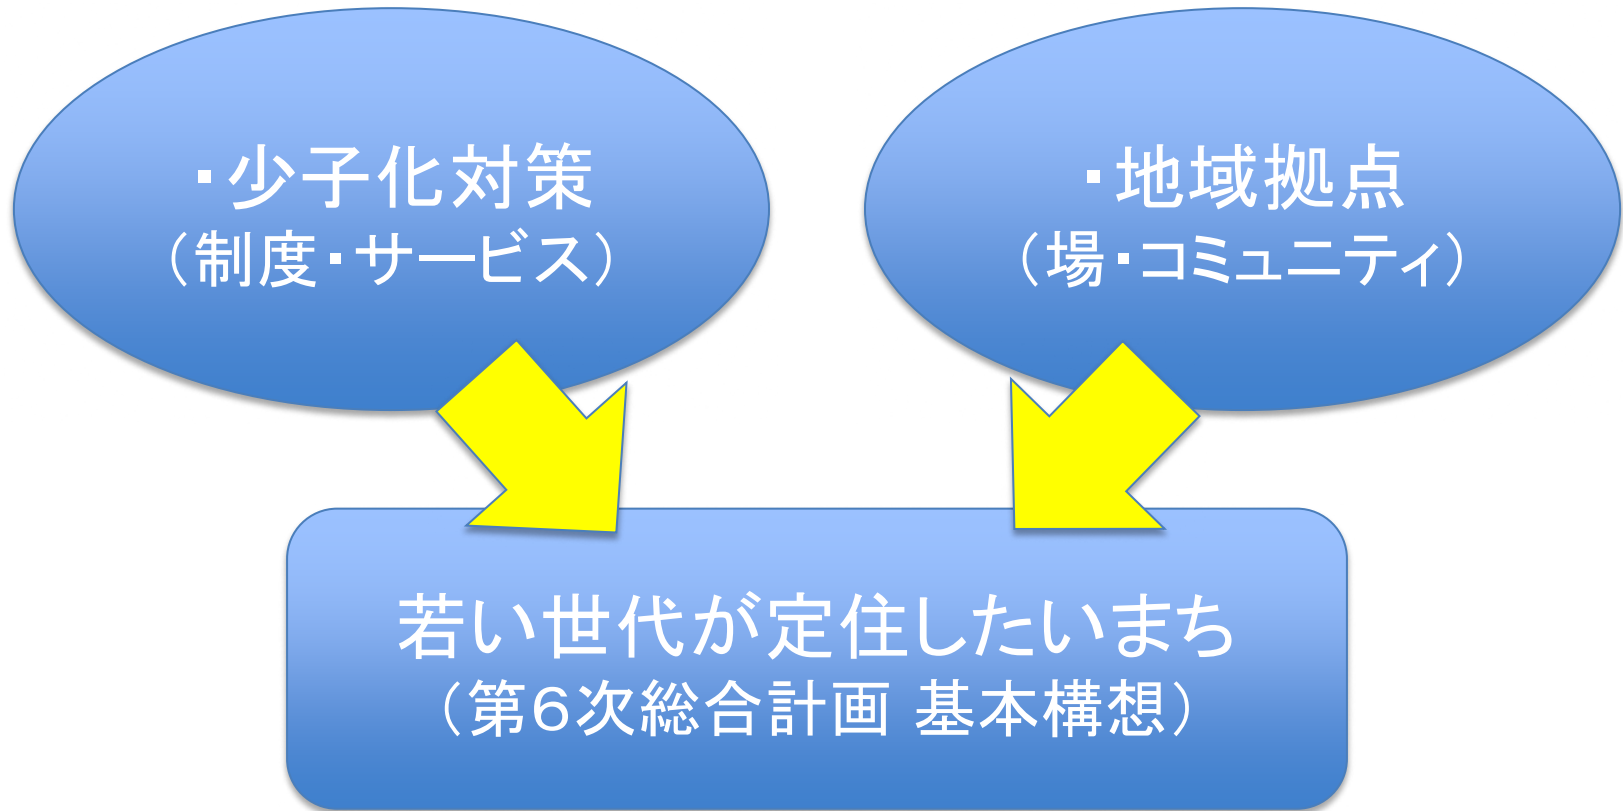 ・少子化対策
（制度・サービス）
・地域拠点
（場・コミュニティ）
若い世代が定住したいまち
（第６次総合計画 基本構想）